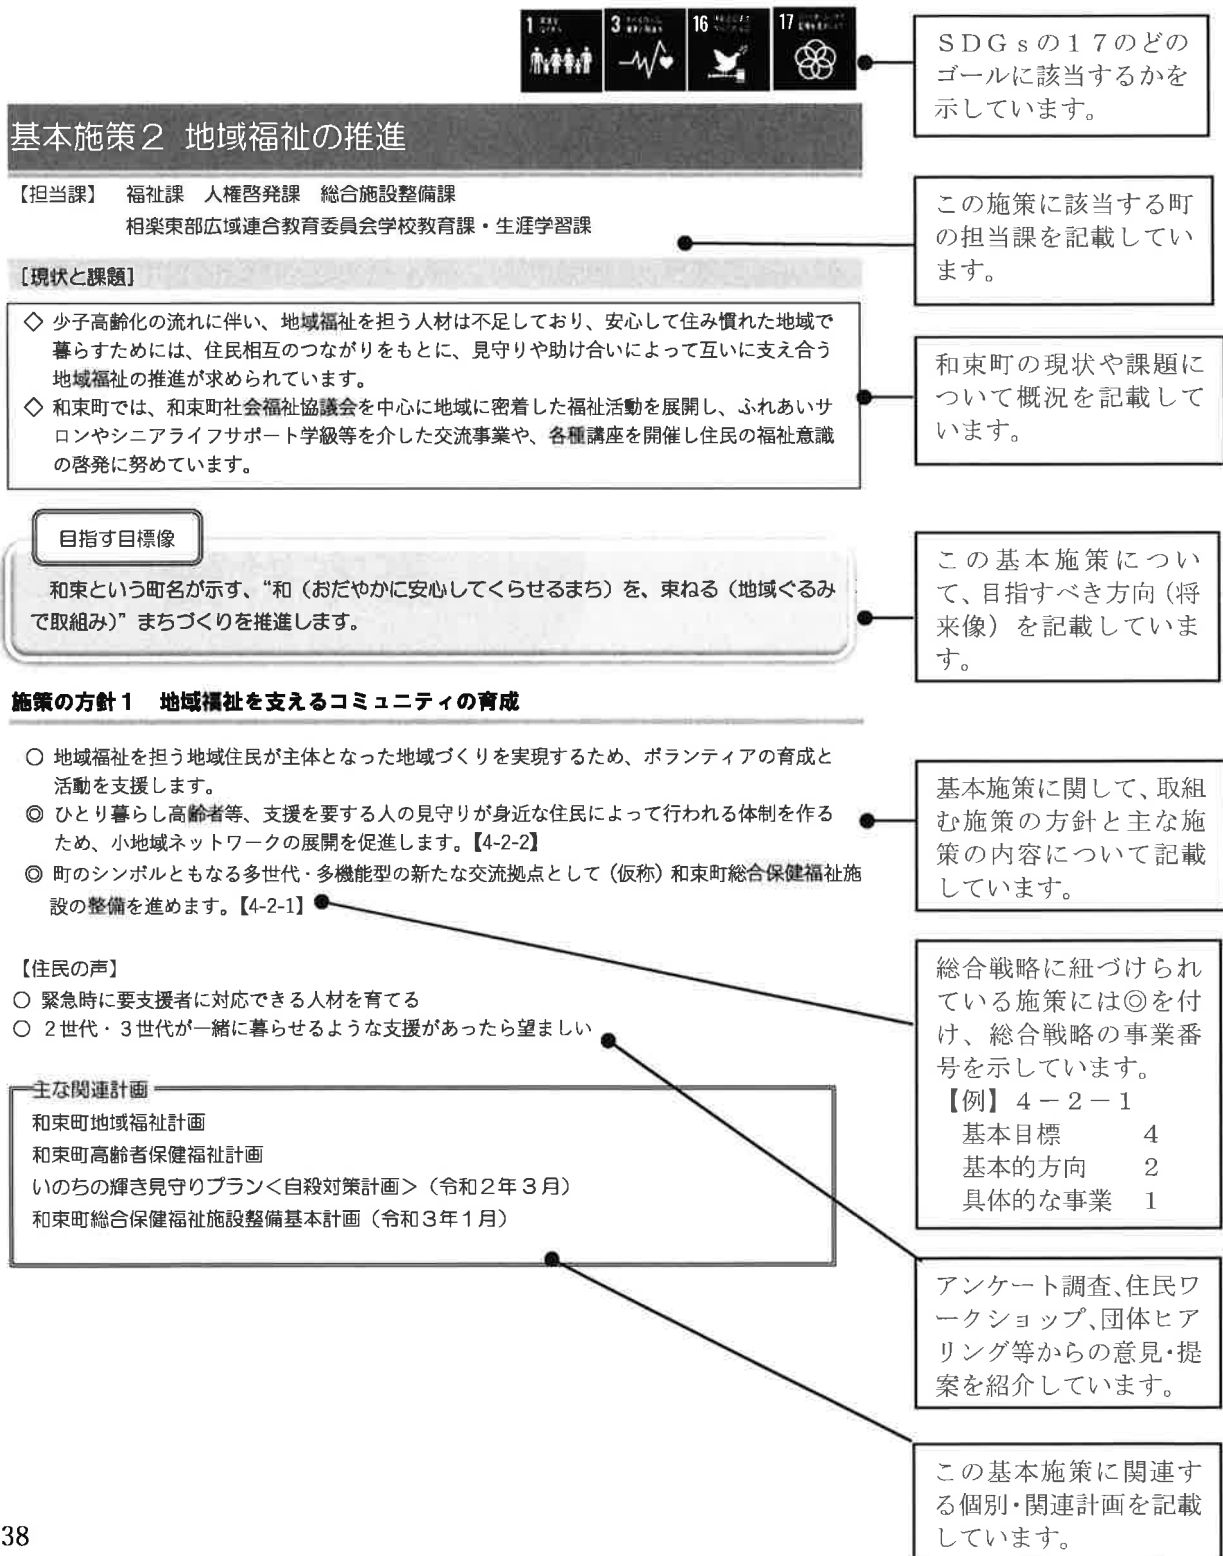 1
3
16
17
SDGsの17のどの
ゴールに該当するかを
示しています。
基本施策2 地域福祉の推進
【担当課】 福祉課 人権啓発課 総合施設整備課
相楽東部広域連合教育委員会学校教育課・生涯学習課
この施策に該当する町
の担当課を記載してい
ます。
[現状と課題]
◇ 少子高齢化の流れに伴い、地域福祉を担う人材は不足しており、安心して住み慣れた地域で
暮らすためには、住民相互のつながりをもとに、見守りや助け合いによって互いに支え合う
地域福祉の推進が求められています。
◇ 和束町では、和束町社会福祉協議会を中心に地域に密着した福祉活動を展開し、ふれあいサ
ロンやシニアライフサポート学級等を介した交流事業や、各種講座を開催し住民の福祉意識
の啓発に努めています。
和束町の現状や課題に
ついて概況を記載して
います。
目指す目標像
和束という町名が示す、“和（おだやかに安心してくらせるまち）を、束ねる（地域ぐるみ
で取組み）”まちづくりを推進します。
この基本施策につい
て、目指すべき方向（将
来像）を記載していま
す。
施策の方針1 地域福祉を支えるコミュニティの育成
○ 地域福祉を担う地域住民が主体となった地域づくりを実現するため、ボランティアの育成と
活動を支援します。
◎ ひとり暮らし高齢者等、支援を要する人の見守りが身近な住民によって行われる体制を作る
ため、小地域ネットワークの展開を促進します。【4-2-2】
◎ 町のシンボルともなる多世代・多機能型の新たな交流拠点として（仮称）和束町総合保健福祉施
設の整備を進めます。【4-2-1】
基本施策に関して、取組
む施策の方針と主な施
策の内容について記載
しています。
【住民の声】
○ 緊急時に要支援者に対応できる人材を育てる
○ 2世代・3世代が一緒に暮らせるような支援があったら望ましい
総合戦略に紐づけられ
ている施策には◎を付
け、総合戦略の事業番
号を示しています。
【例】4－2－1
基本目標 4
基本的方向 2
具体的な事業 1
主な関連計画
和束町地域福祉計画
和束町高齢者保健福祉計画
いのちの輝き見守りプラン＜自殺対策計画＞（令和2年3月）
和束町総合保健福祉施設整備基本計画（令和3年1月）
アンケート調査、住民ワ
ークショップ、団体ヒア
リング等からの意見・提
案を紹介しています。
この基本施策に関連す
る個別・関連計画を記載
しています。
38